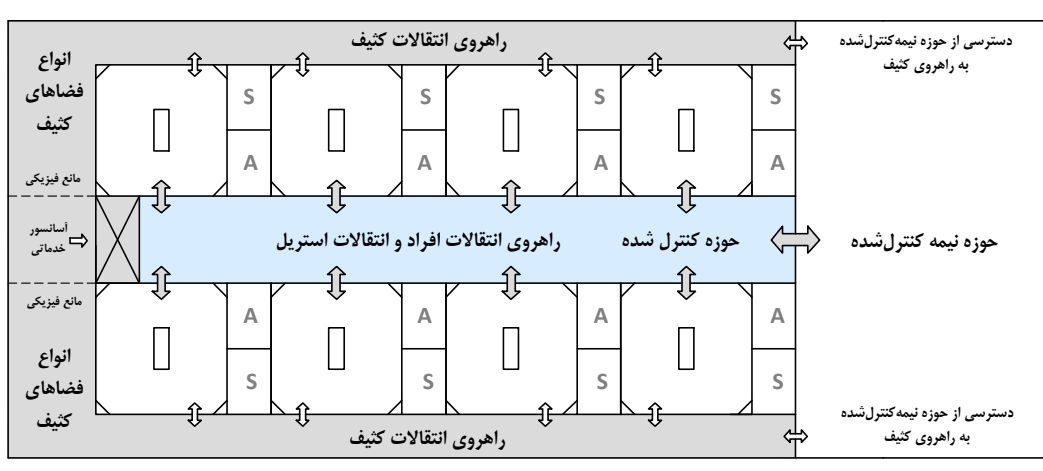 راهروی انتقالات کثیف
دسترسی از حوزه نیمه‌کنترل‌شده
به راهروی کثیف
انواع
فضاهای
کثیف
S S S S
A A A A
مانع فیزیکی
آسانسور
خدماتی
راهروی انتقالات افراد و انتقالات استریل
حوزه کنترل شده
حوزه نیمه کنترل‌شده
مانع فیزیکی
A A A A
S S S S
انواع
فضاهای
کثیف
دسترسی از حوزه نیمه‌کنترل‌شده
به راهروی کثیف
راهروی انتقالات کثیف